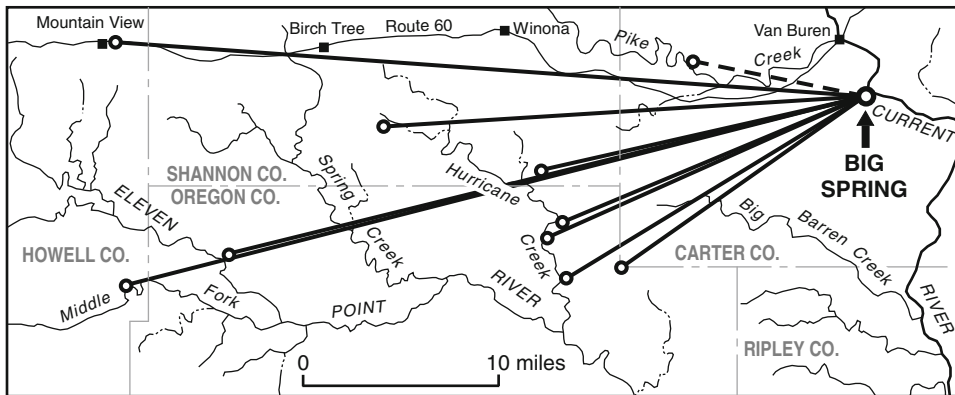 Mountain View
Birch Tree
Route 60
Winona
Pike
Creek
Van Buren
CURRENT
BIG
SPRING
SHANNON CO.
OREGON CO.
Spring
Creek
Hurricane
Creek
Big
Barren Creek
ELEVEN
POINT
RIVER
HOWELL CO.
CARTER CO.
Middle
Fork
RIVER
RIPLEY CO.
0
10 miles